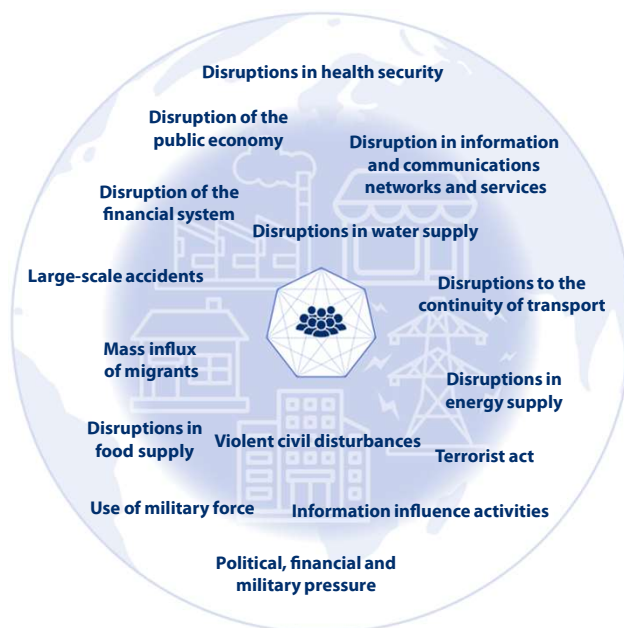 Disruptions in health security
Disruption of the
public economy
Disruption in information
and communications
networks and services
Disruption of the
financial system
Disruptions in water supply
Large-scale accidents
Disruptions to the
continuity of transport
Mass influx
of migrants
Disruptions in
energy supply
Disruptions in
food supply
Violent civil disturbances
Terrorist act
Use of military force
Information influence activities
Political, financial and
military pressure